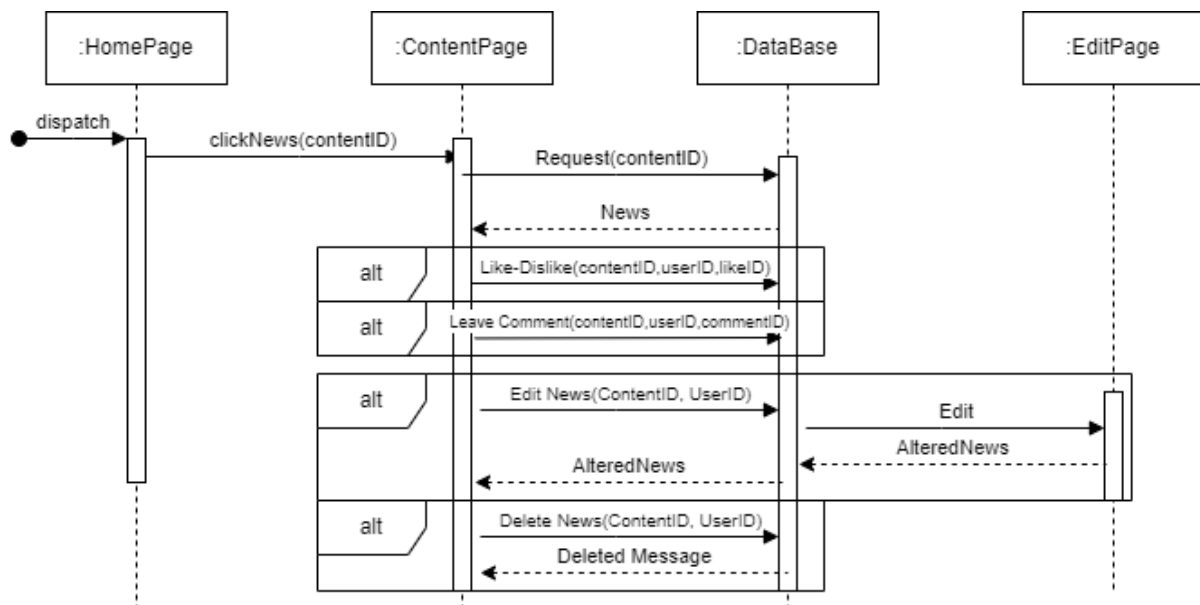 :HomePage
:ContentPage
:DataBase
:EditPage
dispatch
clickNews(contentID)
Request(contentID)
News
alt
Like-Dislike(contentID,userID,likeID)
alt
Leave Comment(contentID,userID,commentID)
alt
Edit News(ContentID, UserID)
Edit
AlteredNews
AlteredNews
alt
Delete News(ContentID, UserID)
Deleted Message